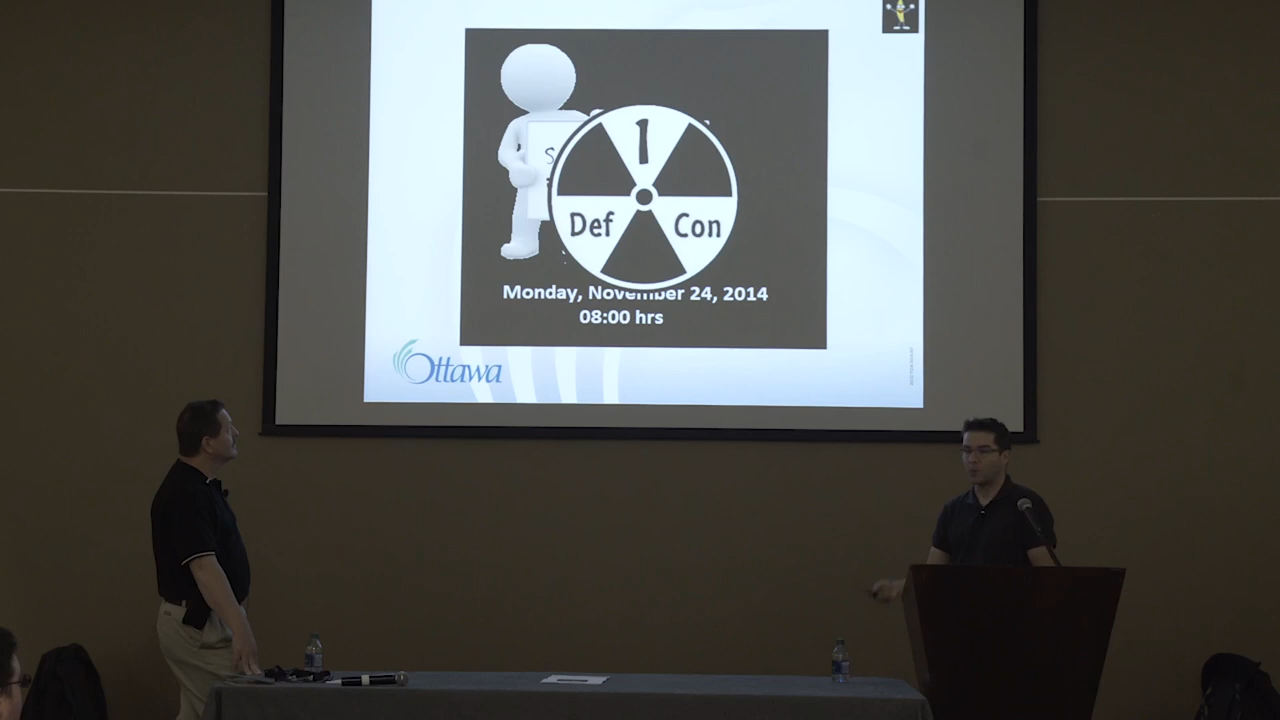 1
S
Def Con
Monday, November 24, 2014
08:00 hrs
Ottawa